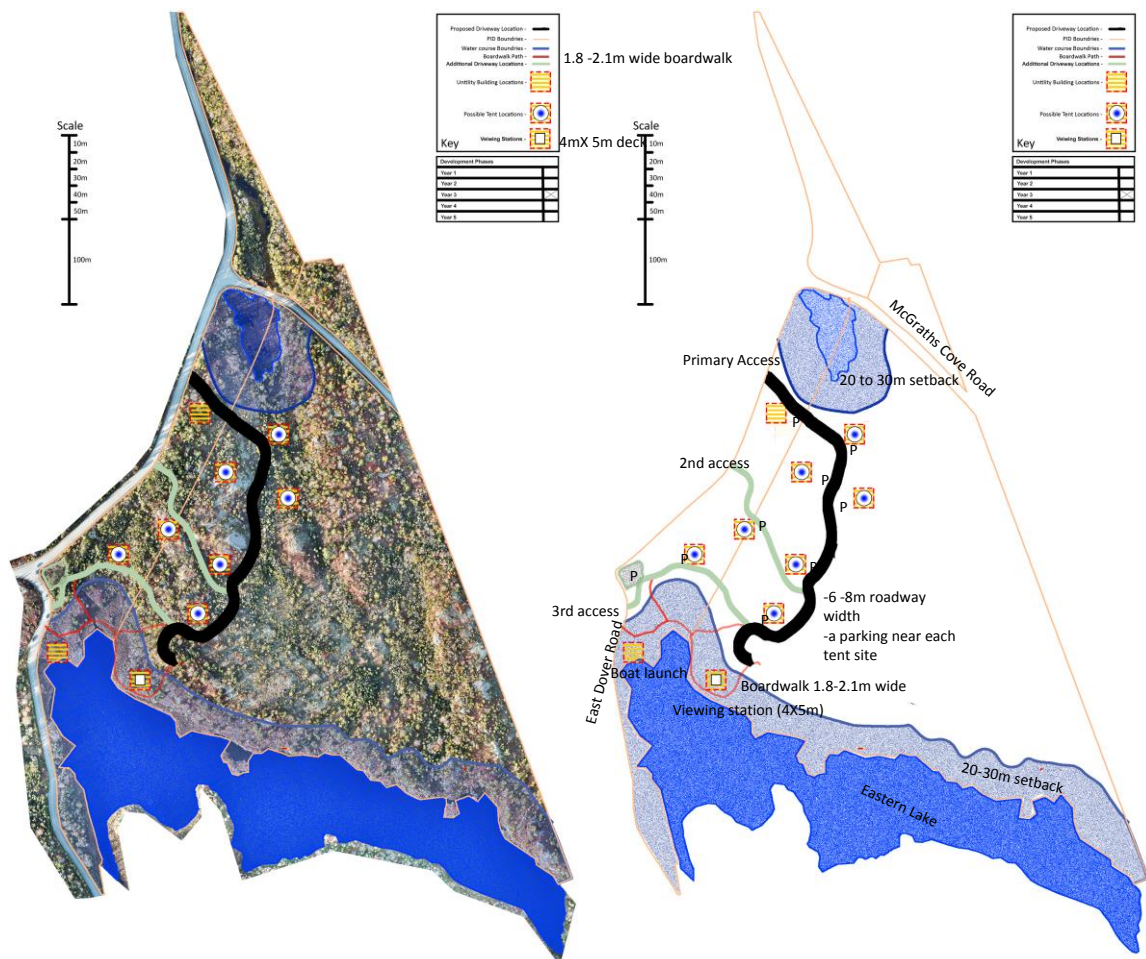 Proposed Driveway Location -
PID Boundries -
Water course Boundries -
Boardwalk Path -
Additional Driveway Locations -
Untility Building Locations -
Possible Tent Locations -
Veiwing Stations -
Key
1.8 -2.1m wide boardwalk
4mX 5m deck
Development Phases
Year 1
Year 2
Year 3
Year 4
Year 5
Scale
10m
20m
30m
40m
50m
100m
Proposed Driveway Location -
PID Boundries -
Water course Boundries -
Boardwalk Path -
Additional Driveway Locations -
Untility Building Locations -
Possible Tent Locations -
Veiwing Stations -
Key
Development Phases
Year 1
Year 2
Year 3
Year 4
Year 5
Scale
10m
20m
30m
40m
50m
100m
McGraths Cove Road
Primary Access
20 to 30m setback
P
P
2nd access
P
P
P
P
P
P
3rd access
P
-6 -8m roadway
width
-a parking near each
tent site
East Dover Road
Boat launch
Boardwalk 1.8-2.1m wide
Viewing station (4X5m)
20-30m setback
Eastern Lake